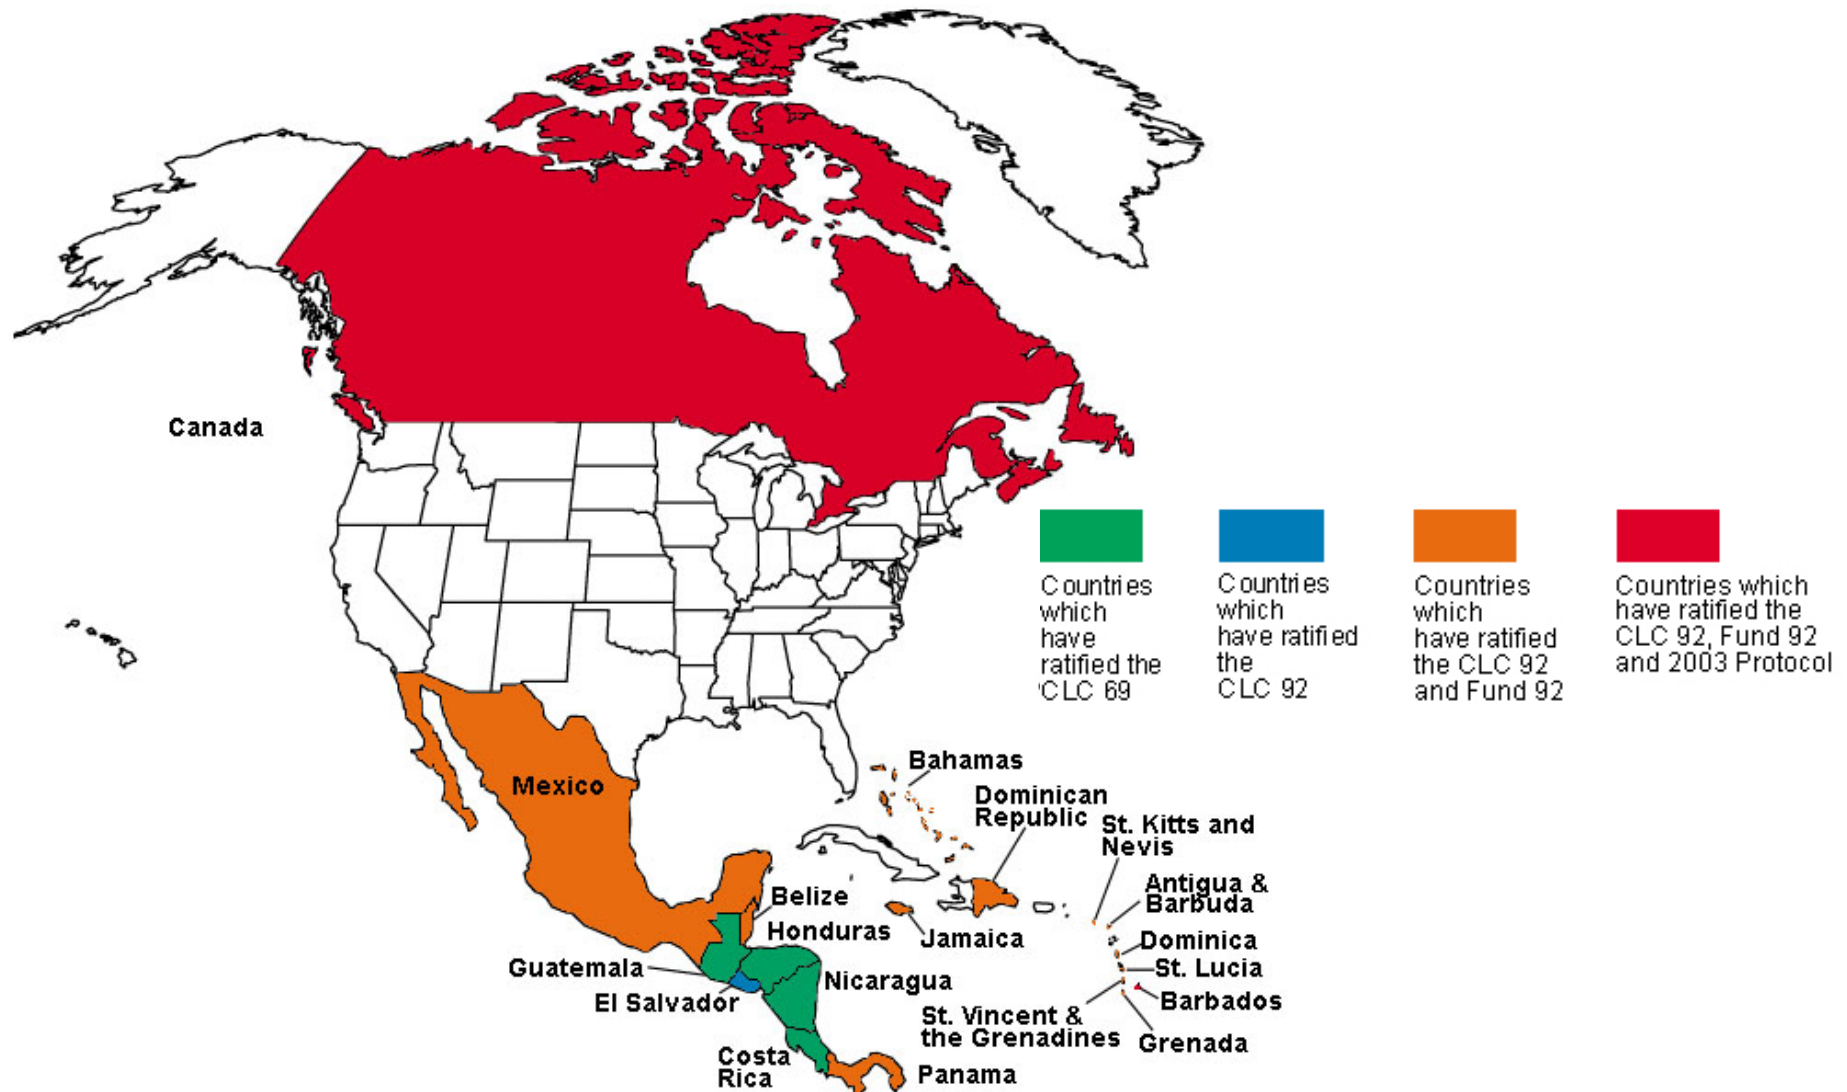 Canada
Countries
which
have
ratified the
'CLC 69
Countries
which
have ratified
the
CLC 92
Countries
which
have ratified
the CLC 92
and Fund 92
Countries which
have ratified the
CLC 92, Fund 92
and 2003 Protocol
Mexico
Bahamas
Dominican
Republic
St. Kitts and
Nevis
Antigua &
Barbuda
Belize
Honduras
Jamaica
Dominica
Guatemala
St. Lucia
Nicaragua
El Salvador
Barbados
St. Vincent &
the Grenadines
Grenada
Costa
Rica
Panama